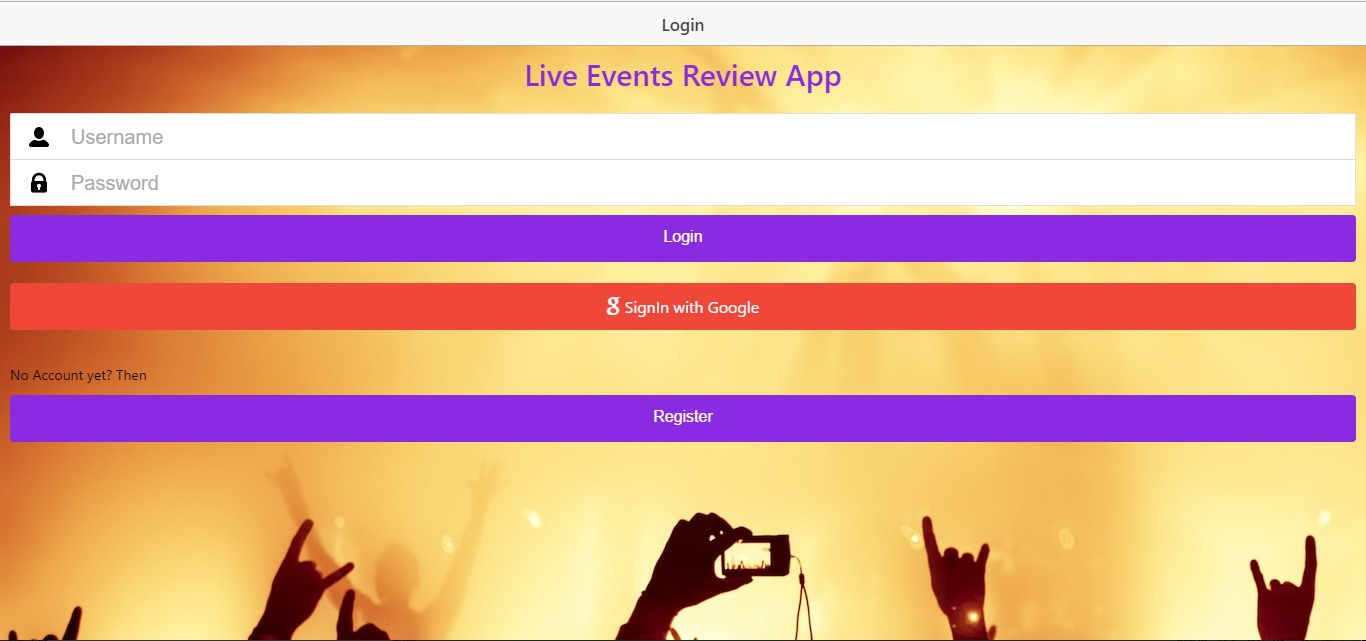 Login
Live Events Review App
Username
Password
Login
g SignIn with Google
No Account yet? Then
Register